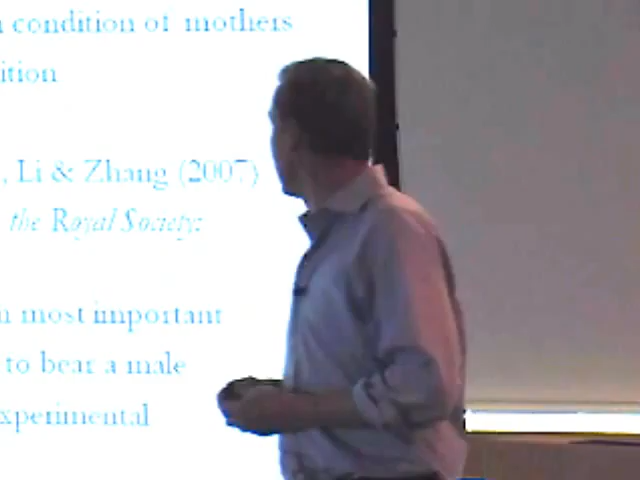 condition of mothers
ition
, Li & Zhang (2007)
the Royal Society:
most important
to bear a male
xperimental